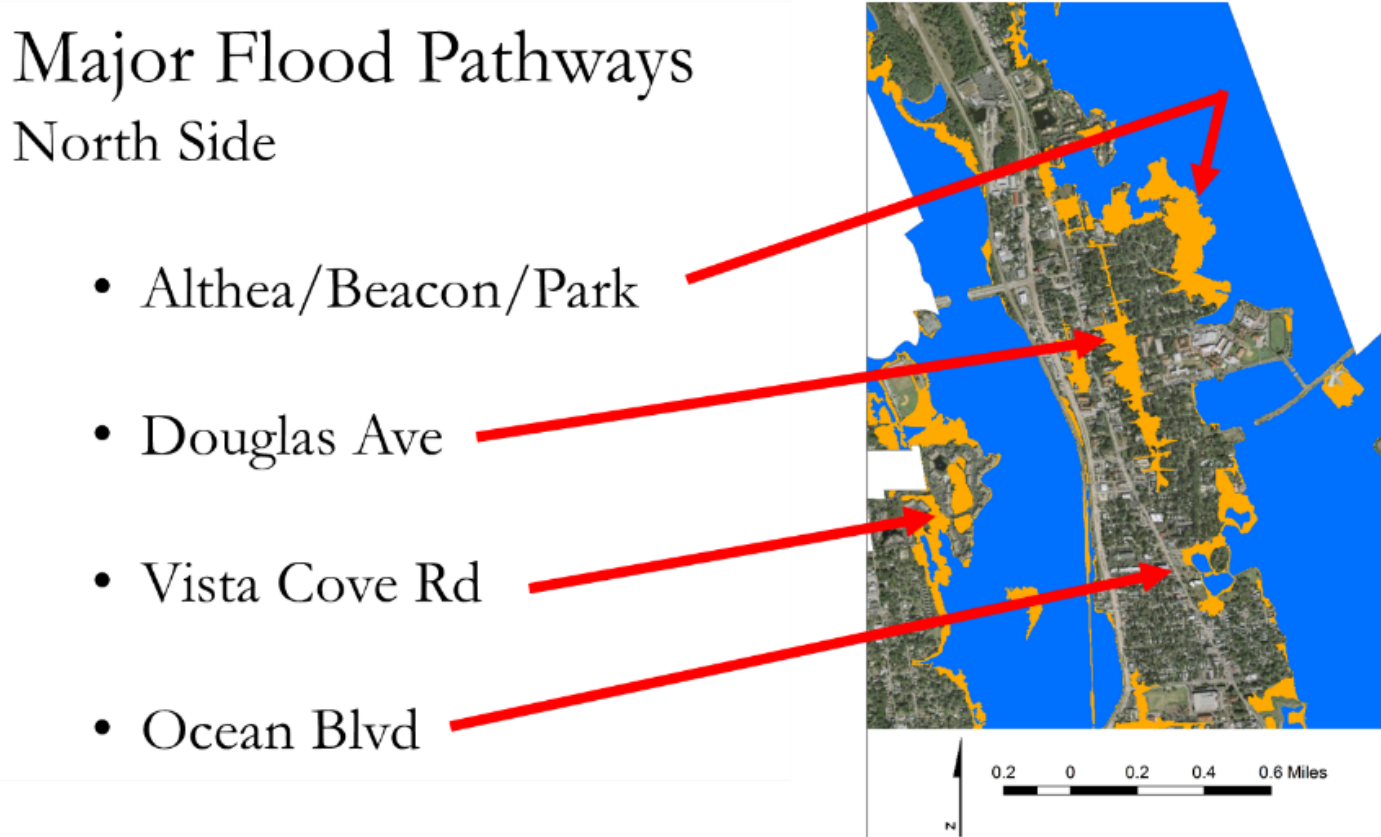 Major Flood Pathways
North Side
• Althea/Beacon/Park
• Douglas Ave
• Vista Cove Rd
• Ocean Blvd
0.2 0 0.2 0.4 0.6 Miles
N